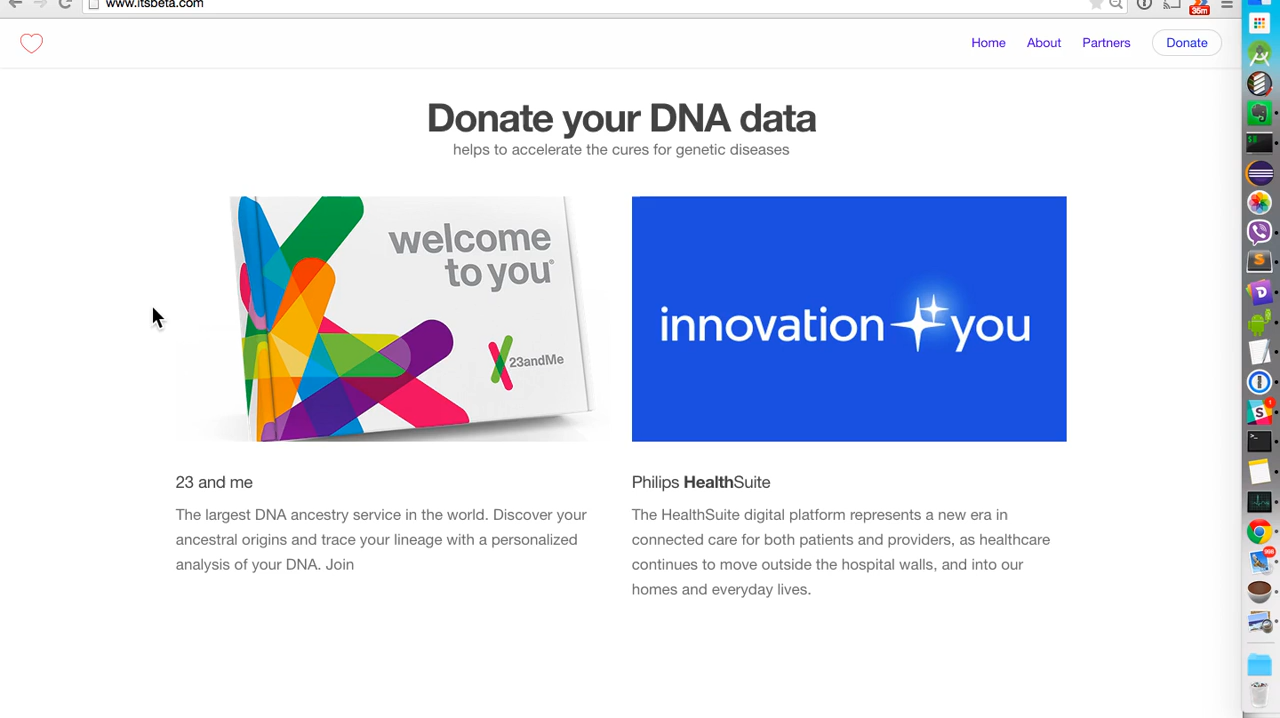 www.itsbeta.com
35m
Home About Partners Donate
Donate your DNA data
helps to accelerate the cures for genetic diseases
welcome
to you®
23andMe
innovation you
23 and me
The largest DNA ancestry service in the world. Discover your
ancestral origins and trace your lineage with a personalized
analysis of your DNA. Join
Philips HealthSuite
The HealthSuite digital platform represents a new era in
connected care for both patients and providers, as healthcare
continues to move outside the hospital walls, and into our
homes and everyday lives.